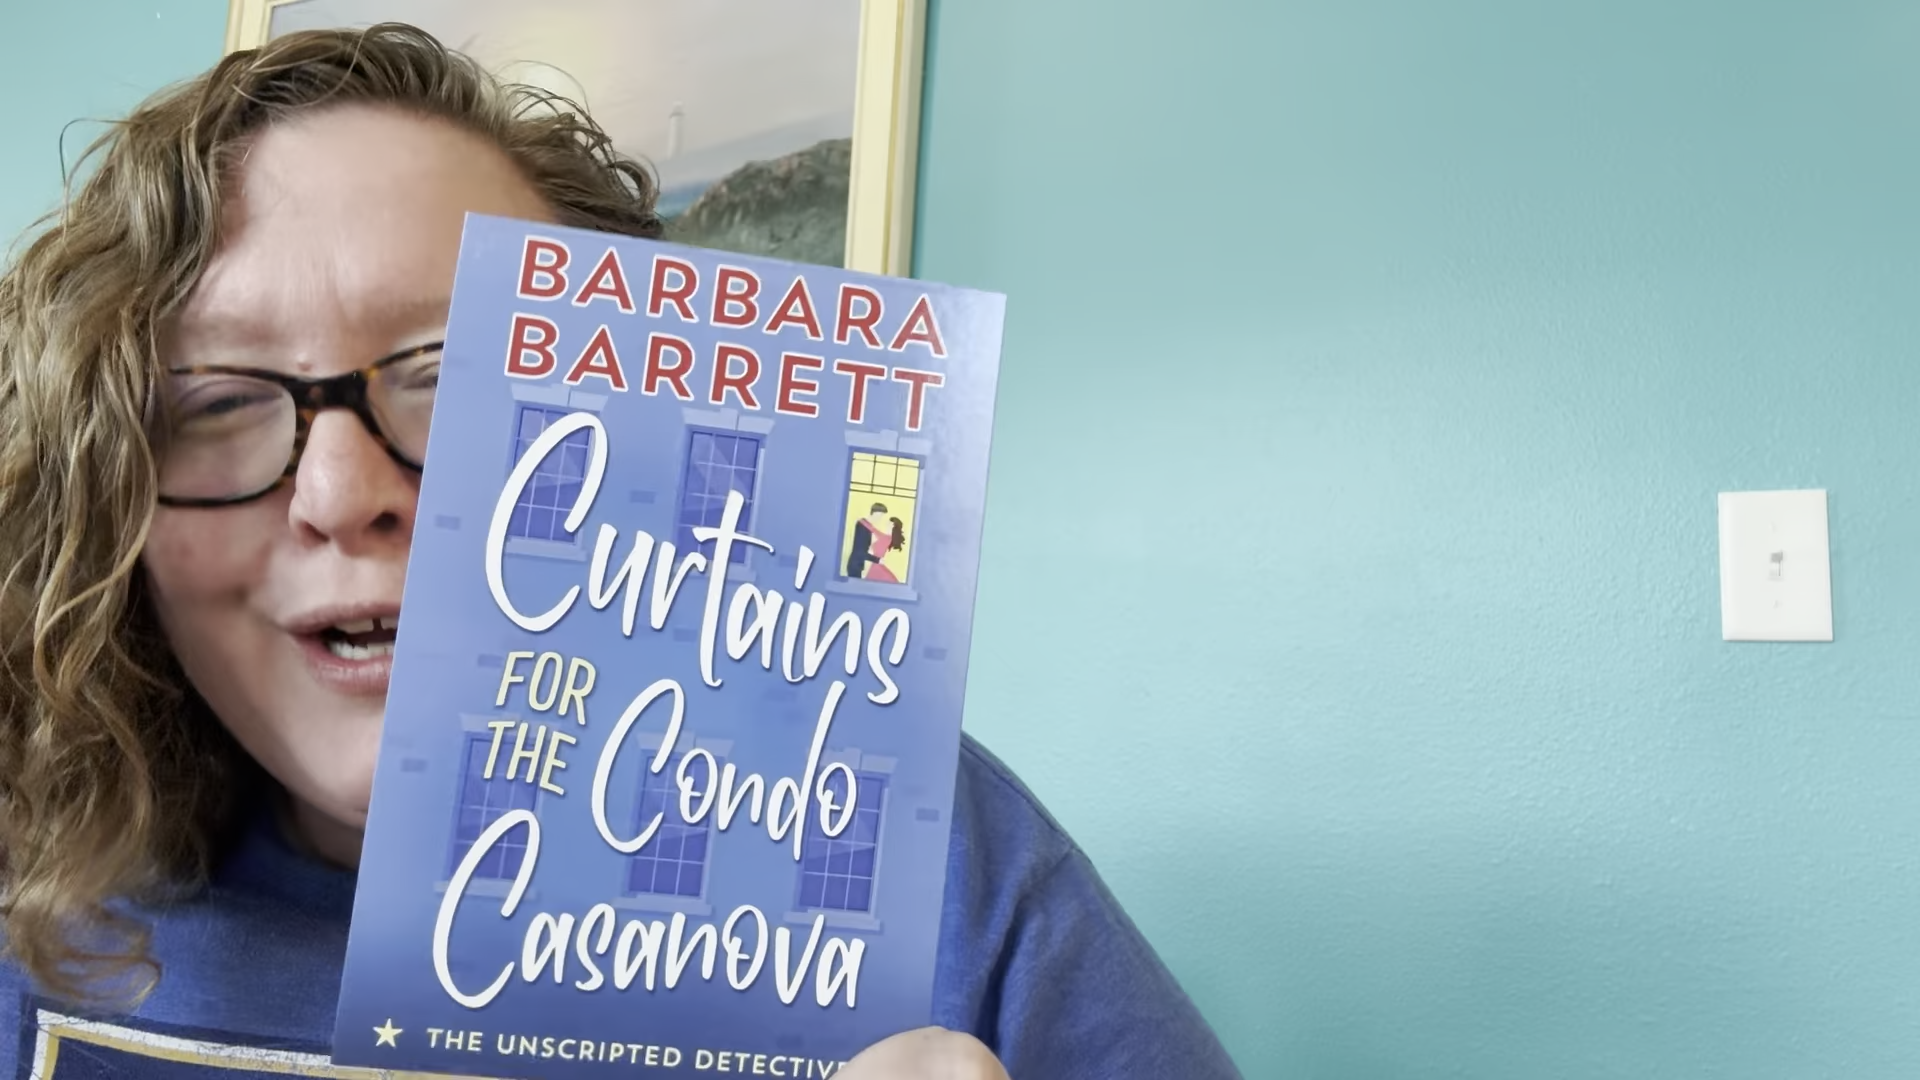 BARBARA
BARRETT
Curtains
FOR
THE
Condo
Casanova
THE UNSCRIPTED DETECTIVE